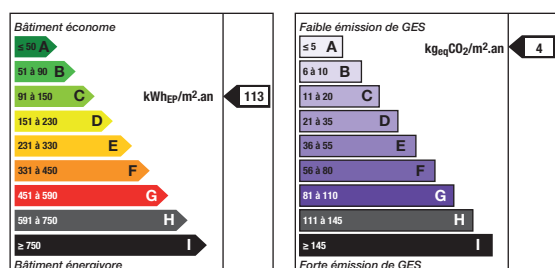 Bâtiment économe
≤ 50 A
51 à 90 B
91 à 150 C
151 à 230 D
231 à 330 E
331 à 450 F
451 à 590 G
591 à 750 H
≥ 750 I
Bâtiment énergivore
kWhEP/m².an
113
Faible émission de GES
≤ 5 A
6 à 10 B
11 à 20 C
21 à 35 D
36 à 55 E
56 à 80 F
81 à 110 G
111 à 145 H
≥ 145 I
Forte émission de GES
kgeqCO2/m².an
4